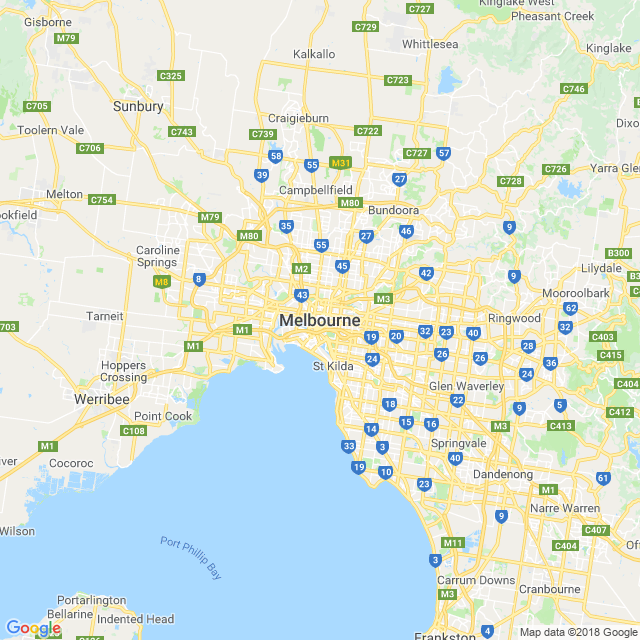 C727
Kinglake West
Pheasant Creek
Gisborne
M79
C729
Whittlesea
Kinglake
Kalkallo
C325
C723
C746
C705
Sunbury
Craigieburn
Toolern Vale
C743
C739
C722
Dixo
C706
58
55
M31
C727
57
39
27
C728
C726
Yarra Glen
Melton
C754
Campbellfield
M80
Bundoora
ookfield
M79
35
M80
55
27
46
9
Caroline
Springs
B300
M2
45
42
9
Lilydale
M8
8
43
M3
Mooroolbark
62
Tarneit
Melbourne
Ringwood
32
703
M1
19
20
32
23
40
C403
M1
26
26
28
C415
Hoppers
Crossing
St Kilda
24
24
36
C404
Werribee
Glen Waverley
22
18
9
5
C412
Point Cook
C108
14
15
16
M3
C413
M1
33
3
Springvale
Cocoroc
19
10
40
Dandenong
61
23
M1
Wilson
Narre Warren
9
C407
Port Phillip Bay
M11
C404
3
Carrum Downs
Cranbourne
Portarlington
Bellarine
Indented Head
M3
4
Frankston
Google
Map data ©2018 Google